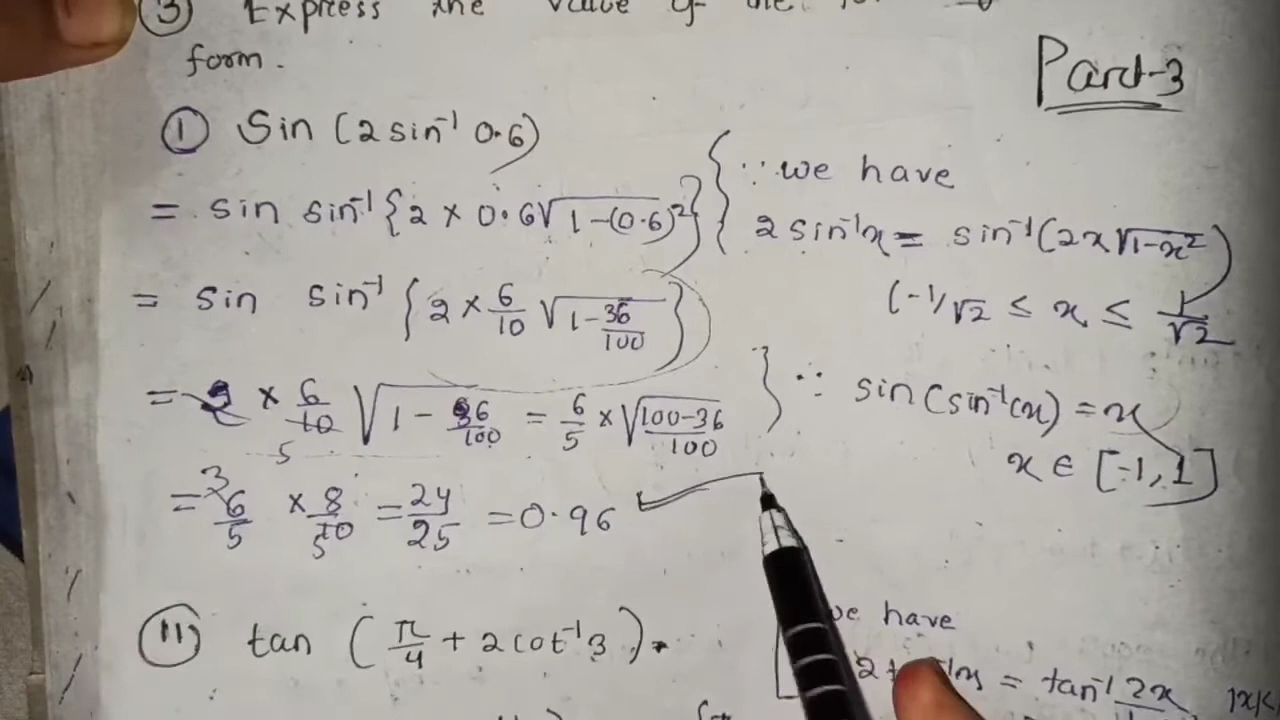 ③ Express the value of the
form.
Part-3
① Sin (2 sin⁻¹ 0.6)
= sin sin⁻¹ {2 × 0.6√(1-(0.6)²}
{ ∵ we have
2 sin⁻¹x = sin⁻¹(2x√(1-x²))
(-1/√2 ≤ x ≤ 1/√2
= sin sin⁻¹ {2 × 6/10 √(1-36/100)}
= 2 × 6/10 √(1 - 36/100) = 6/5 × √((100-36)/100)
5
} ∴ sin(sin⁻¹(x)) = x
x ∈ [-1, 1]
= 6/5 × 8/10 = 24/25 = 0.96
3
5
⑪ tan (π/4 + 2 cot⁻¹ 3).
we have
= tan⁻¹ 2x